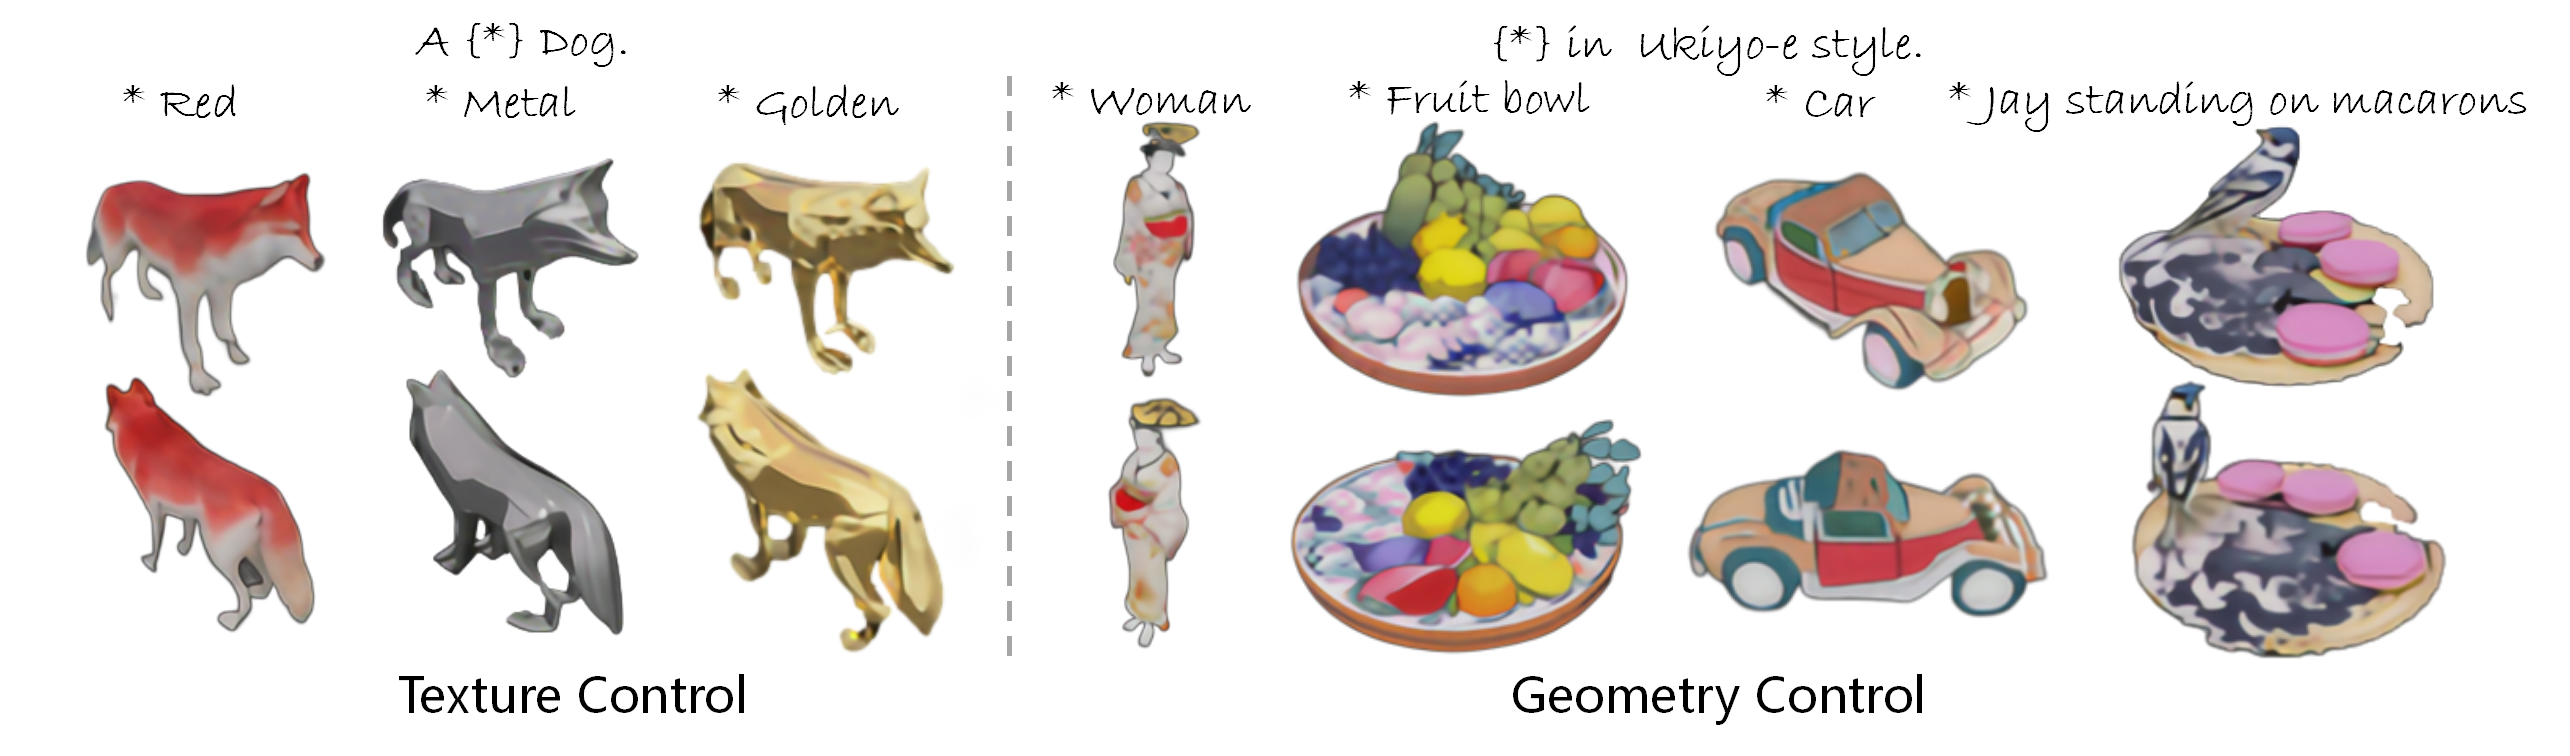 A {*} Dog.
* Red
* Metal
* Golden
Texture Control
{*} in Ukiyo-e style.
* Woman
* Fruit bowl
* Car
* Jay standing on macarons
Geometry Control